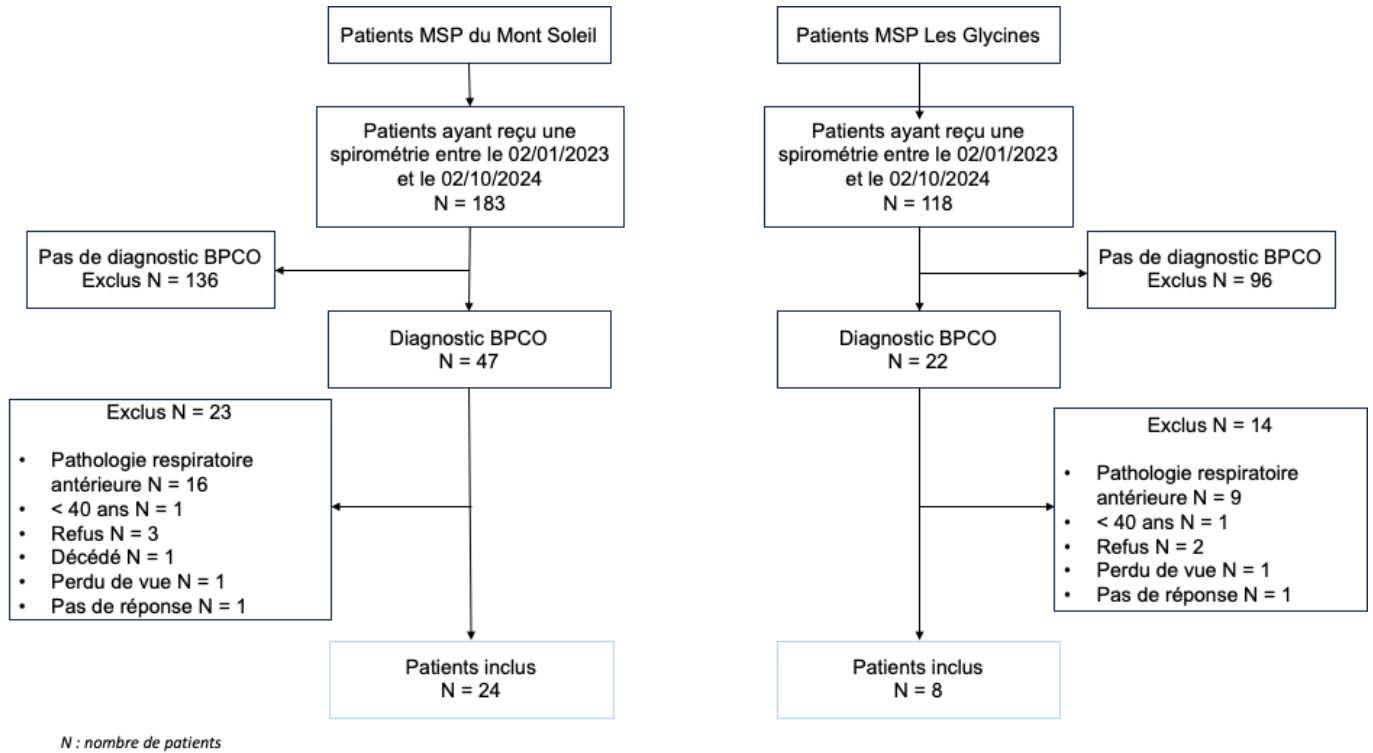 Patients MSP du Mont Soleil
Patients ayant reçu une
spirométrie entre le 02/01/2023
et le 02/10/2024
N = 183
Pas de diagnostic BPCO
Exclus N = 136
Diagnostic BPCO
N = 47
Exclus N = 23
• Pathologie respiratoire
antérieure N = 16
• < 40 ans N = 1
• Refus N = 3
• Décédé N = 1
• Perdu de vue N = 1
• Pas de réponse N = 1
Patients inclus
N = 24
Patients MSP Les Glycines
Patients ayant reçu une
spirométrie entre le 02/01/2023
et le 02/10/2024
N = 118
Pas de diagnostic BPCO
Exclus N = 96
Diagnostic BPCO
N = 22
Exclus N = 14
• Pathologie respiratoire
antérieure N = 9
• < 40 ans N = 1
• Refus N = 2
• Perdu de vue N = 1
• Pas de réponse N = 1
Patients inclus
N = 8
N : nombre de patients